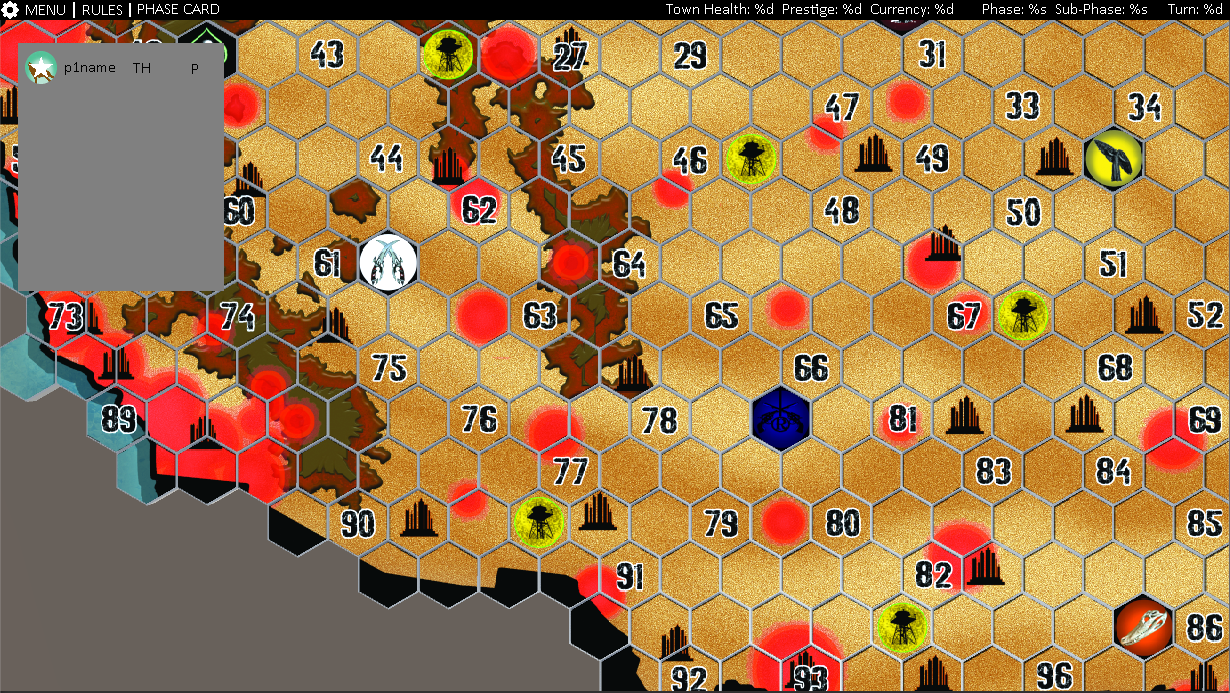 MENU | RULES | PHASE CARD Town Health: %d Prestige: %d Currency: %d Phase: %s Sub-Phase: %s Turn: %d
p1name TH P
43 27 29 31
47 33 34
44 45 46 49
60 62 48 50
61 64 51
73 74 63 65 67 52
75 66 68
89 76 78 81 69
77 83 84
90 79 80 85
91 82
86
92 93 96